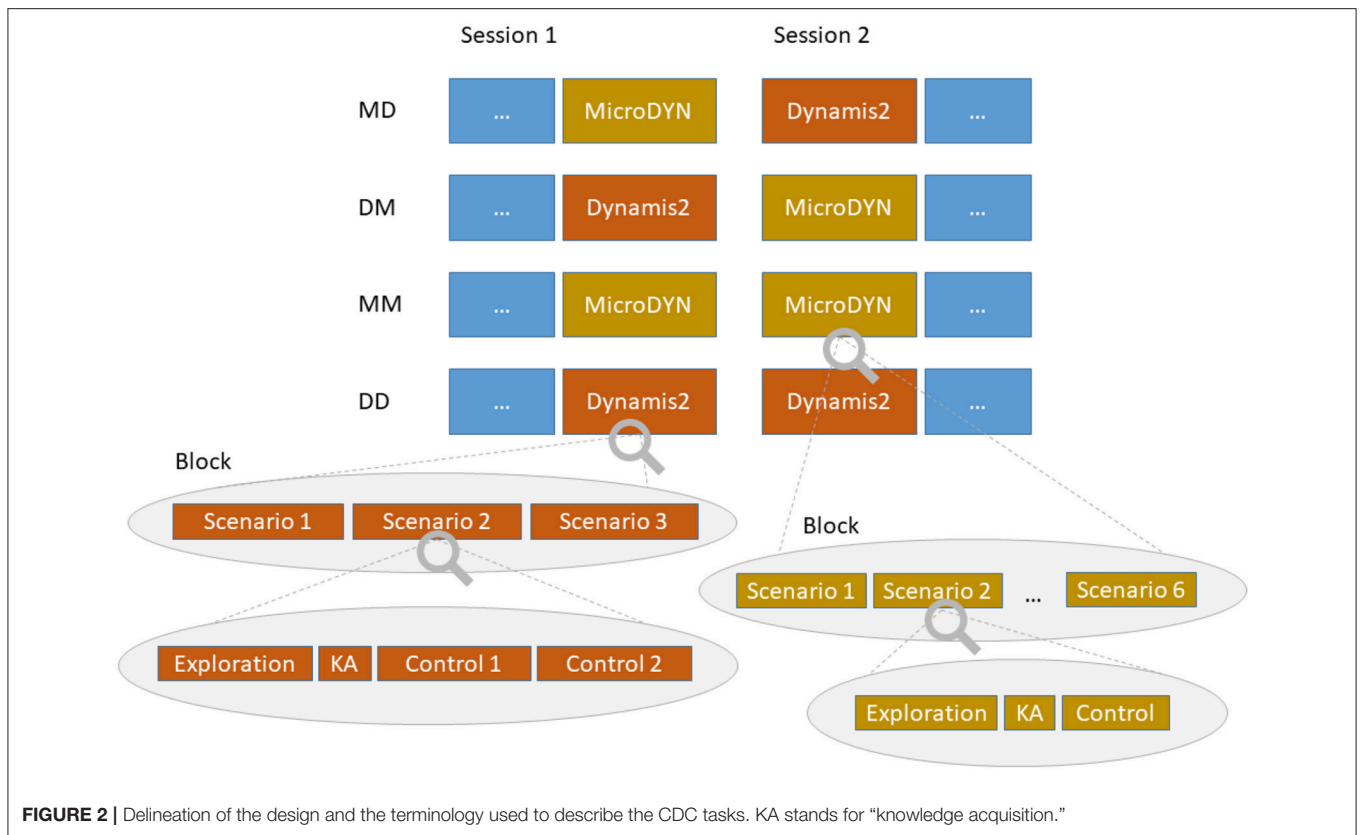 Session 1 Session 2
MD ... MicroDYN Dynamis2 ...
DM ... Dynamis2 MicroDYN ...
MM ... MicroDYN MicroDYN ...
DD ... Dynamis2 Dynamis2 ...
Block
Scenario 1 Scenario 2 Scenario 3
Exploration KA Control 1 Control 2
Block
Scenario 1 Scenario 2 ... Scenario 6
Exploration KA Control
FIGURE 2 | Delineation of the design and the terminology used to describe the CDC tasks. KA stands for “knowledge acquisition.”